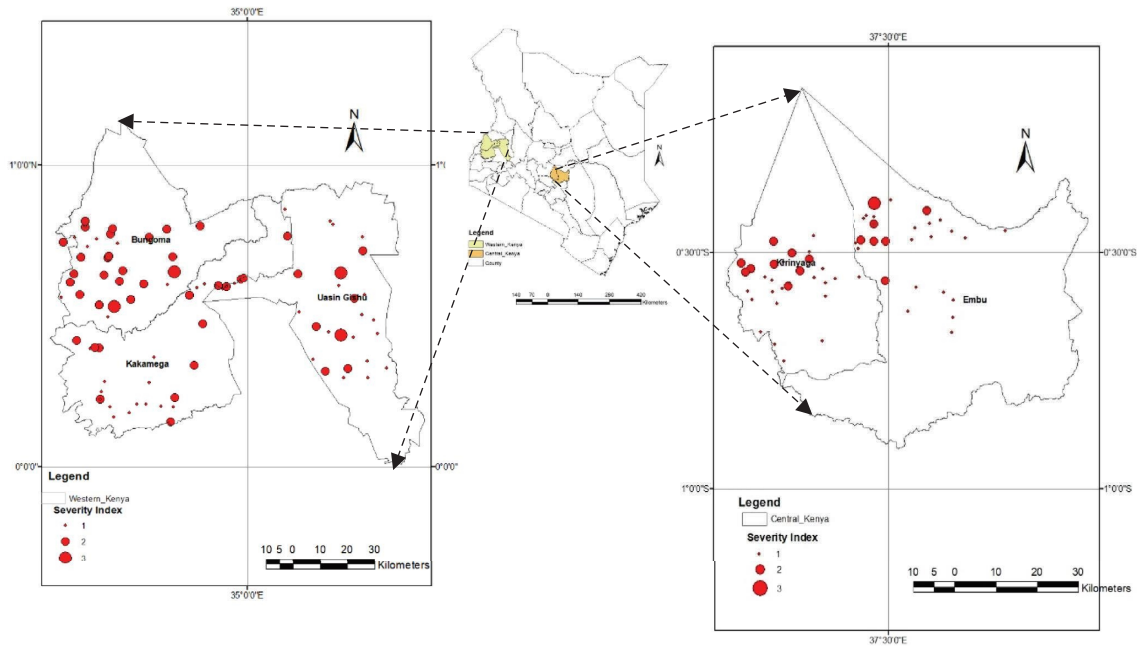 35°0'0"E
N
1°0'0"N
1°(
Bungoma
Uasin Gishu
Kakamega
0°0'0"
0°0'0"
Legend
Western_Kenya
Severity Index
1
2
3
10 5 0 10 20 30
Kilometers
35°0'0"E
N
Legend
Western_Kenya
Central_Kenya
County
140 70 0 140 280 420
Kilometers
37°30'0"E
N
0°30'0"S
0°30'0"S
Kirinyaga
Embu
1°0'0"S
1°0'0"S
Legend
Central_Kenya
Severity Index
1
2
3
10 5 0 10 20 30
Kilometers
37°30'0"E